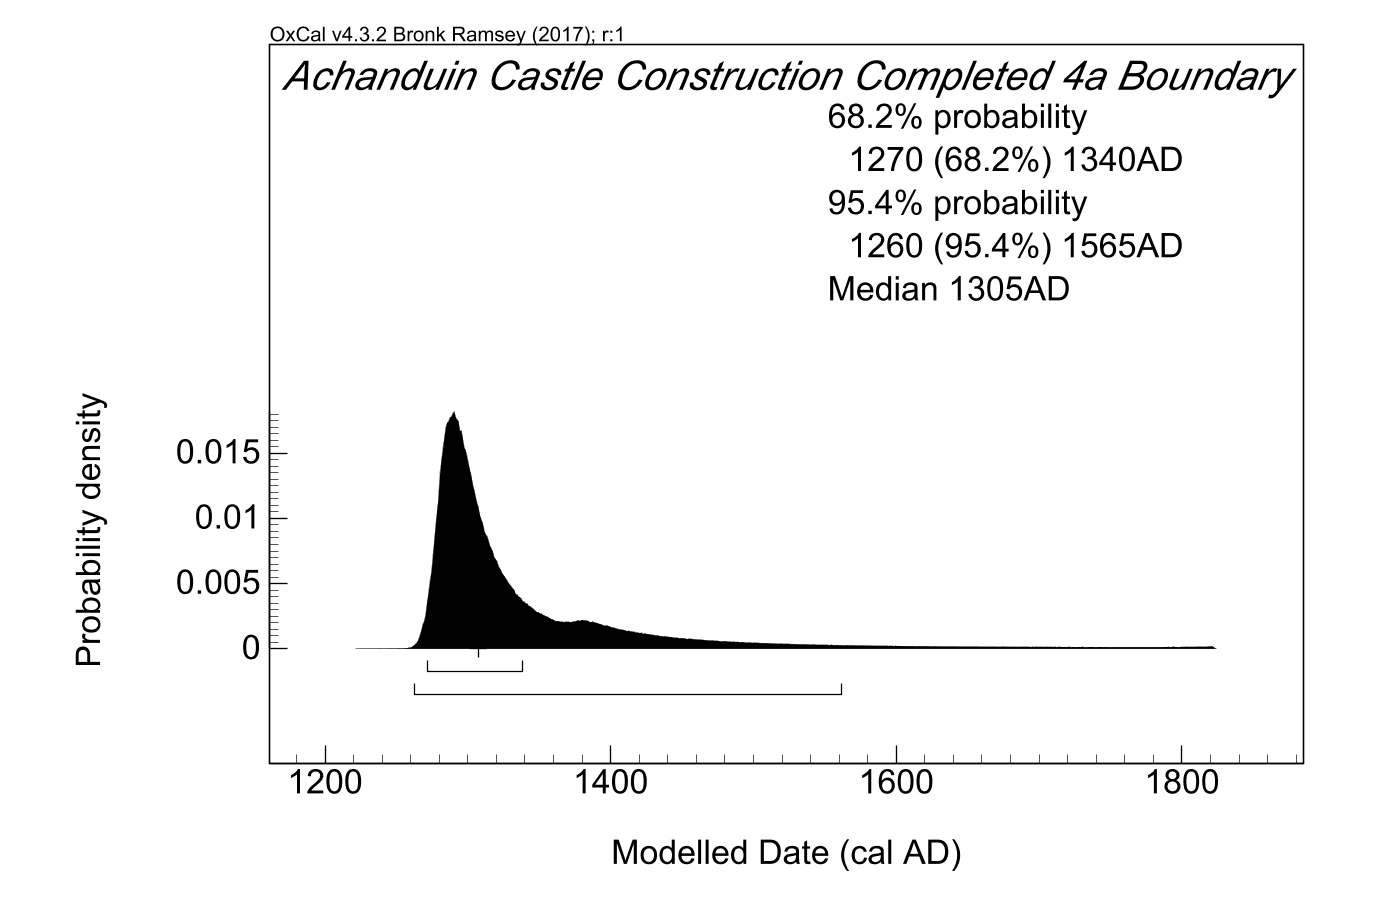 OxCal v4.3.2 Bronk Ramsey (2017); r:1
Achanduin Castle Construction Completed 4a Boundary
68.2% probability
1270 (68.2%) 1340AD
95.4% probability
1260 (95.4%) 1565AD
Median 1305AD
Probability density
0.015
0.01
0.005
0
1200 1400 1600 1800
Modelled Date (cal AD)